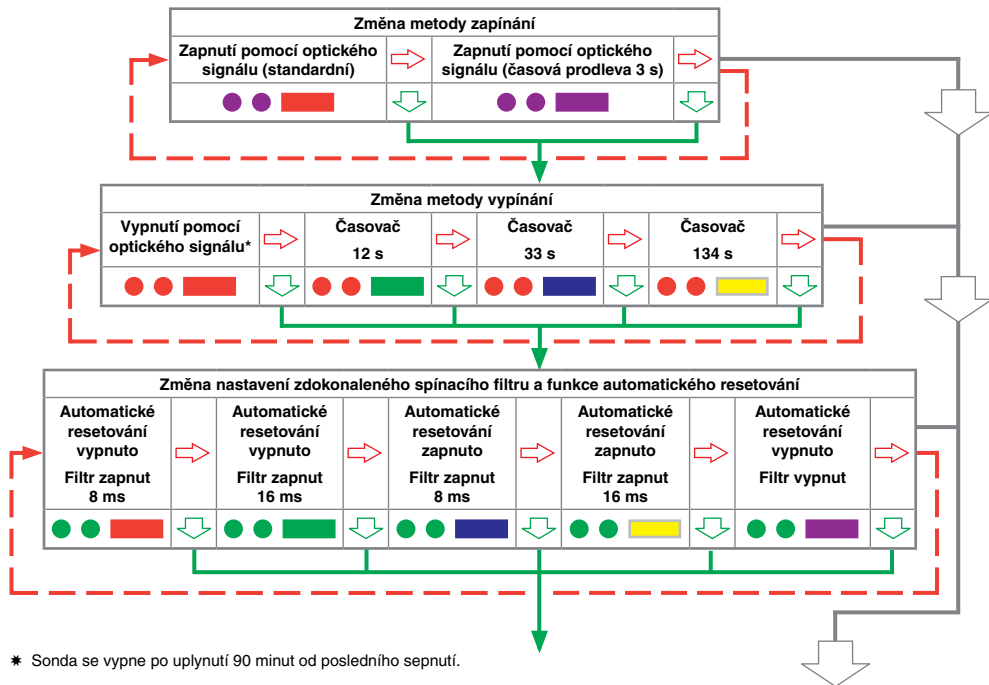 Změna metody zapínání
Zapnutí pomocí optického
signálu (standardní)
Zapnutí pomocí optického
signálu (časová prodleva 3 s)
Změna metody vypínání
Vypnutí pomocí
optického signálu*
Časovač
12 s
Časovač
33 s
Časovač
134 s
Změna nastavení zdokonaleného spínacího filtru a funkce automatického resetování
Automatické
resetování
vypnuto
Filtr zapnut
8 ms
Automatické
resetování
vypnuto
Filtr zapnut
16 ms
Automatické
resetování
zapnuto
Filtr zapnut
8 ms
Automatické
resetování
zapnuto
Filtr zapnut
16 ms
Automatické
resetování
vypnuto
Filtr vypnut
✷ Sonda se vypne po uplynutí 90 minut od posledního sepnutí.